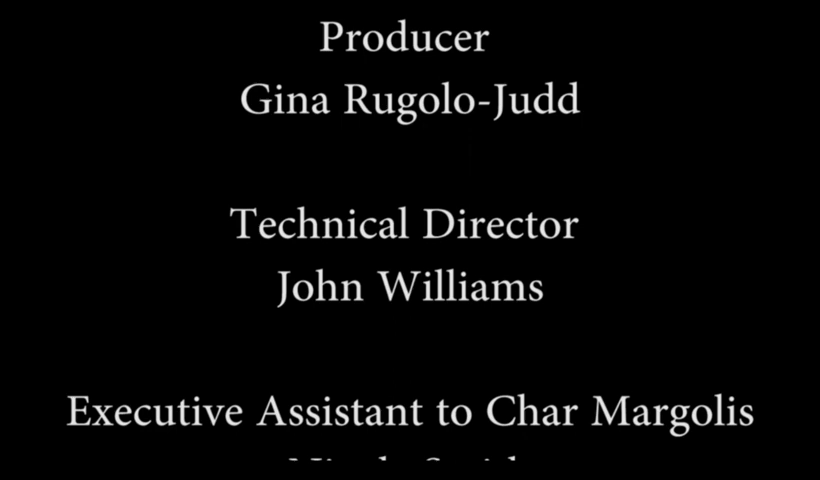 Producer
Gina Rugolo-Judd
Technical Director
John Williams
Executive Assistant to Char Margolis